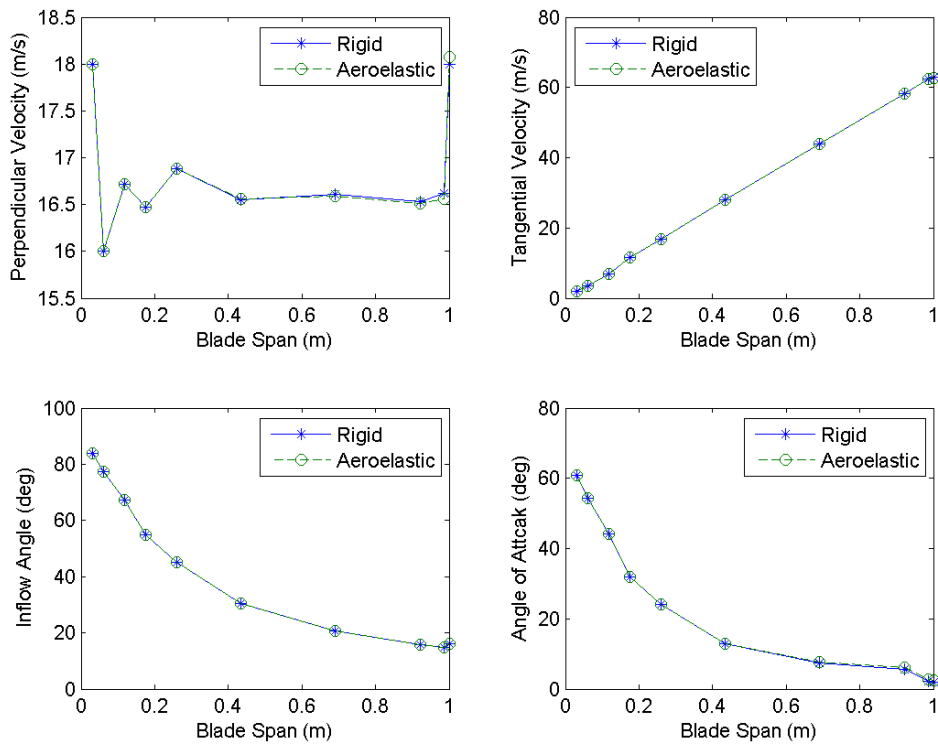 18.5
18
17.5
17
16.5
16
15.5
Perpendicular Velocity (m/s)
0 0.2 0.4 0.6 0.8 1
Blade Span (m)
Rigid
Aeroelastic
80
60
40
20
0
Tangential Velocity (m/s)
0 0.2 0.4 0.6 0.8 1
Blade Span (m)
Rigid
Aeroelastic
100
80
60
40
20
0
Inflow Angle (deg)
0 0.2 0.4 0.6 0.8 1
Blade Span (m)
Rigid
Aeroelastic
80
60
40
20
0
Angle of Attcak (deg)
0 0.2 0.4 0.6 0.8 1
Blade Span (m)
Rigid
Aeroelastic